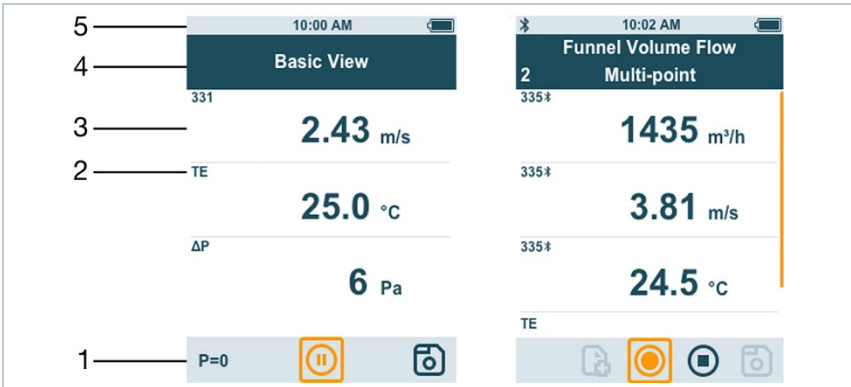 5
10:00 AM
4
Basic View
331
3
2.43 m/s
2
TE
25.0 °C
ΔP
6 Pa
1
P=0
10:02 AM
Funnel Volume Flow
2 Multi-point
335
1435 m³/h
335
3.81 m/s
335
24.5 °C
TE